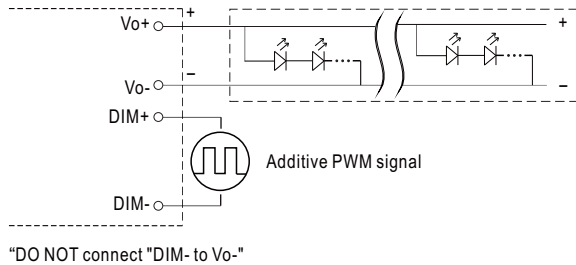 Vo+
+
+
Vo-
−
−
DIM+
Additive PWM signal
DIM-
“DO NOT connect "DIM- to Vo-"